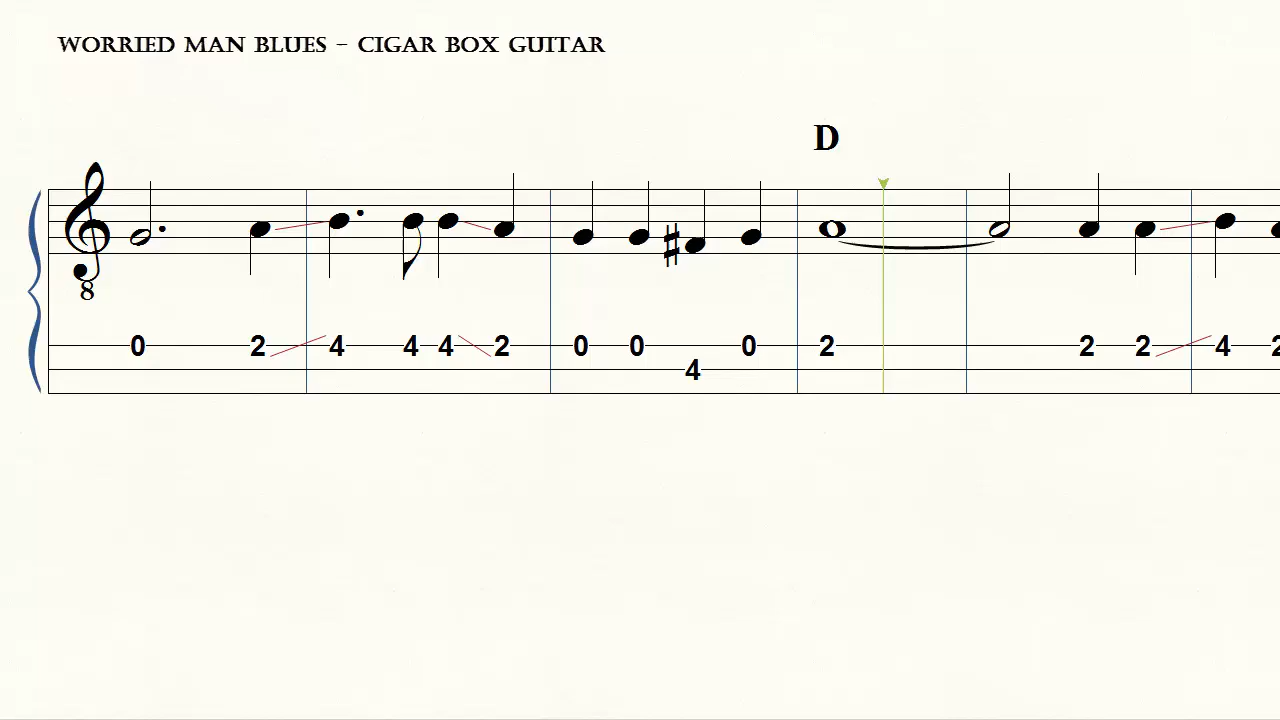 WORRIED MAN BLUES – CIGAR BOX GUITAR
D
8
0 2 4 4 4 2 0 0 4 0 2 2 2 4 2